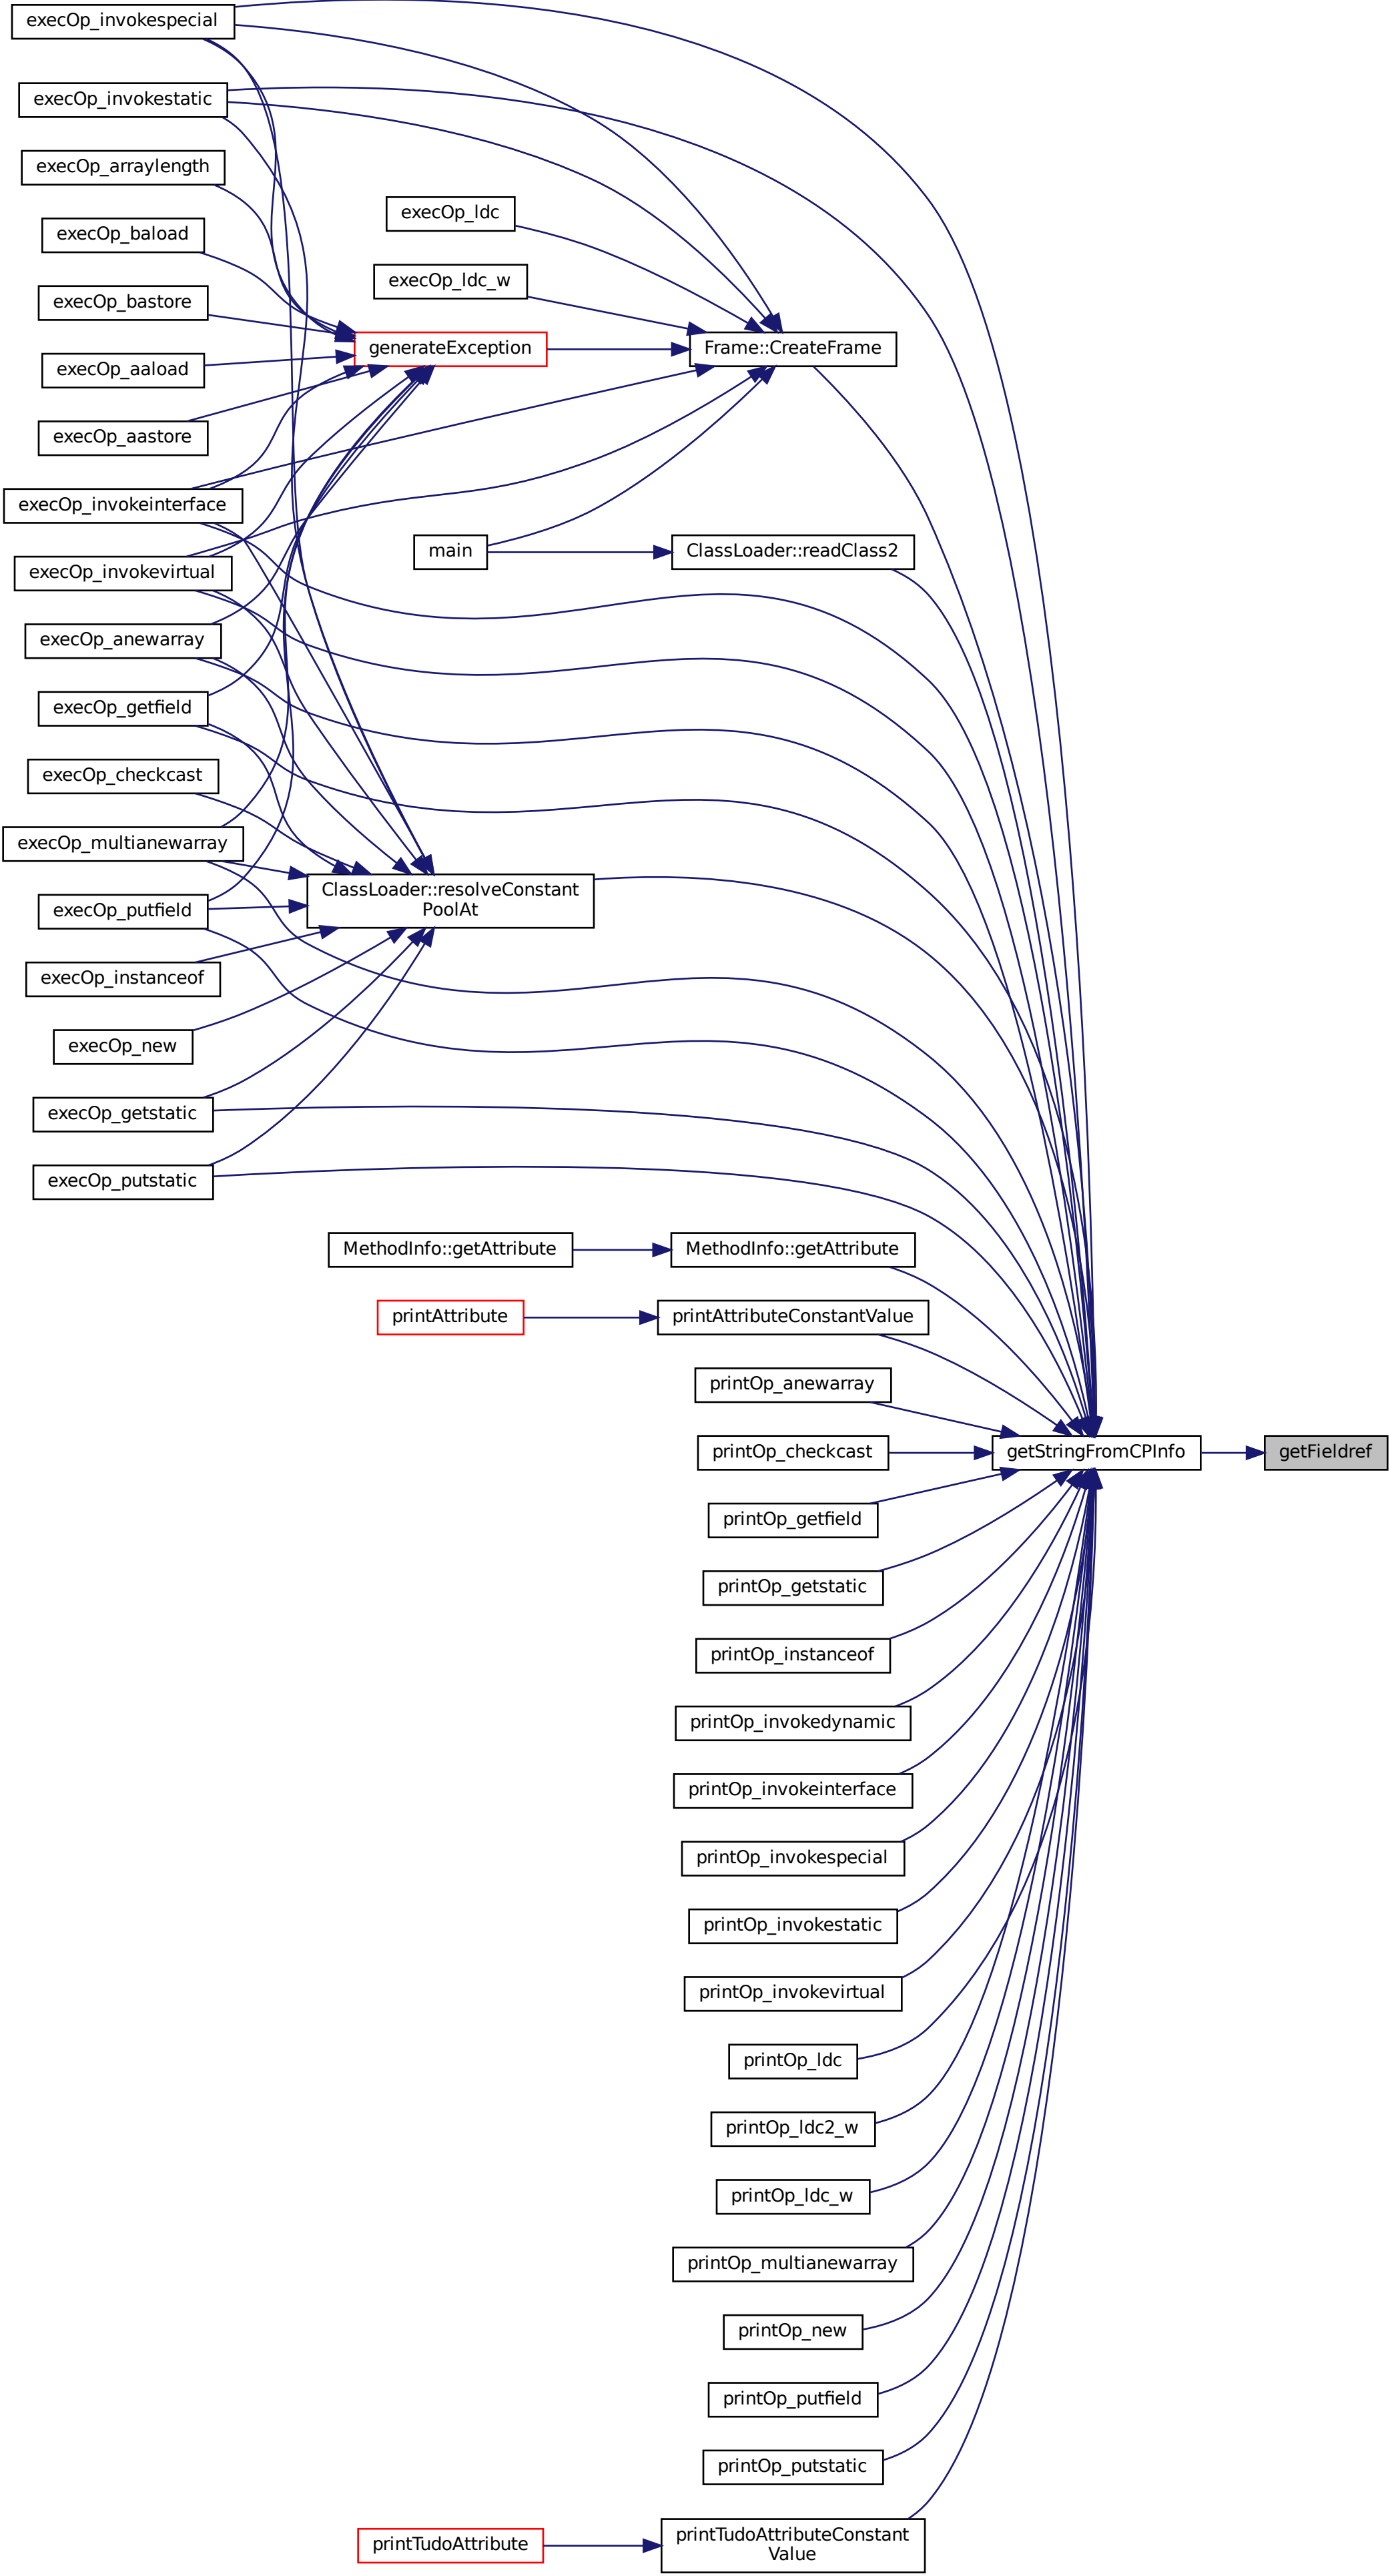 execOp_invokespecial
execOp_invokestatic
execOp_arraylength
execOp_baload
execOp_bastore
execOp_aaload
execOp_aastore
execOp_invokeinterface
execOp_invokevirtual
execOp_anewarray
execOp_getfield
execOp_checkcast
execOp_multianewarray
execOp_putfield
execOp_instanceof
execOp_new
execOp_getstatic
execOp_putstatic
execOp_ldc
execOp_ldc_w
generateException
Frame::CreateFrame
main
ClassLoader::readClass2
ClassLoader::resolveConstant
PoolAt
MethodInfo::getAttribute
MethodInfo::getAttribute
printAttribute
printAttributeConstantValue
printOp_anewarray
printOp_checkcast
getStringFromCPInfo
getFieldref
printOp_getfield
printOp_getstatic
printOp_instanceof
printOp_invokedynamic
printOp_invokeinterface
printOp_invokespecial
printOp_invokestatic
printOp_invokevirtual
printOp_ldc
printOp_ldc2_w
printOp_ldc_w
printOp_multianewarray
printOp_new
printOp_putfield
printOp_putstatic
printTudoAttribute
printTudoAttributeConstant
Value